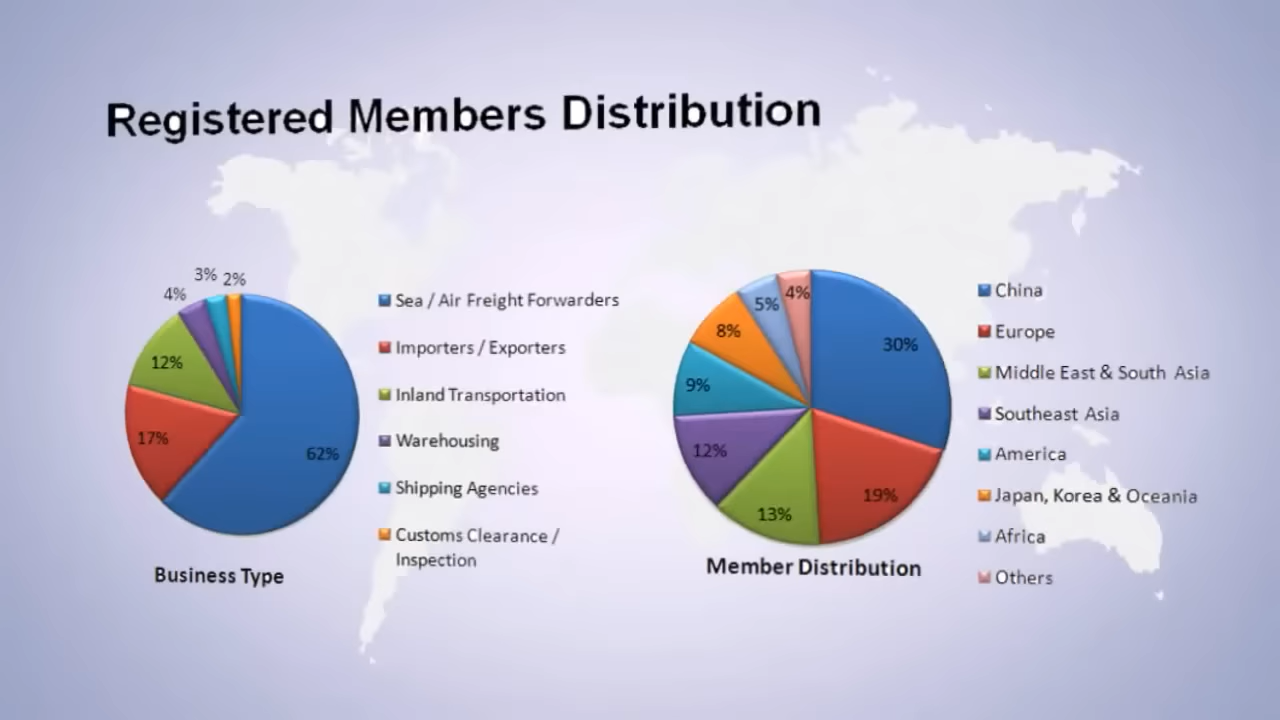 Registered Members Distribution
3%
2%
4%
12%
17%
62%
Sea / Air Freight Forwarders
Importers / Exporters
Inland Transportation
Warehousing
Shipping Agencies
Customs Clearance /
Inspection
Business Type
4%
5%
8%
30%
9%
12%
19%
13%
China
Europe
Middle East & South Asia
Southeast Asia
America
Japan, Korea & Oceania
Africa
Others
Member Distribution